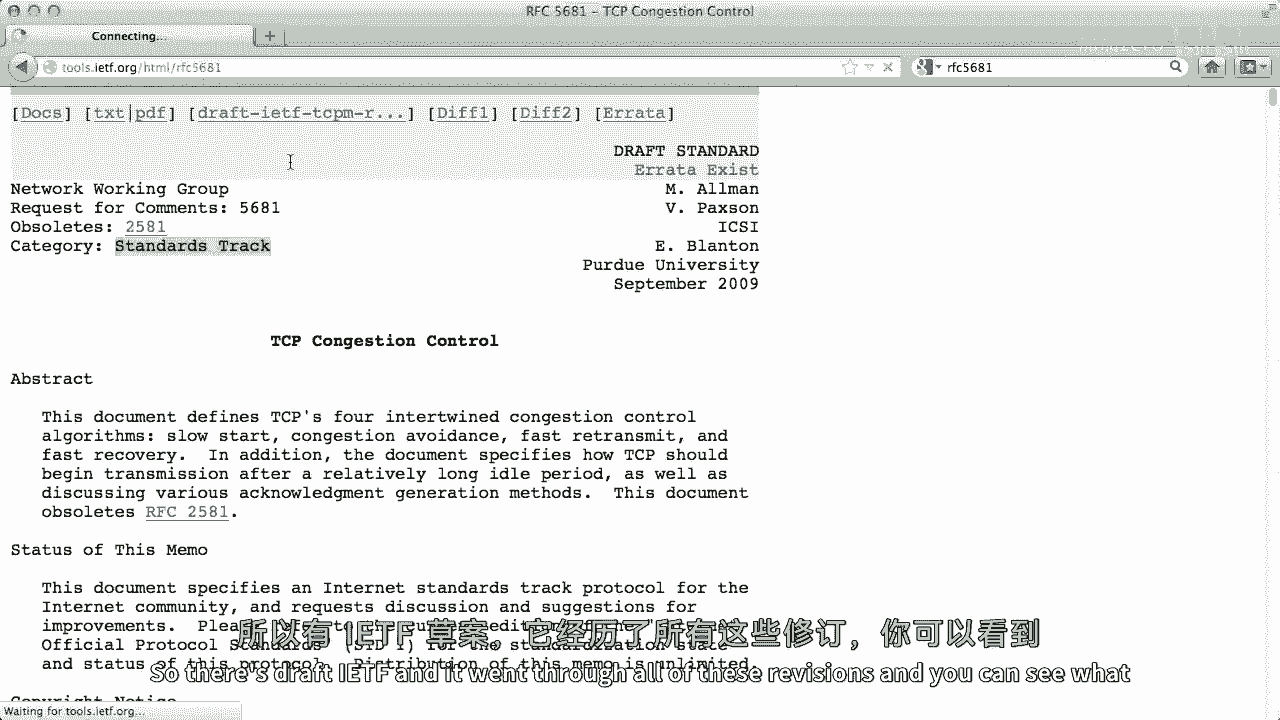 RFC 5681 - TCP Congestion Control
Connecting...
tools.ietf.org/html/rfc5681
rfc5681
[Docs] [txt|pdf] [draft-ietf-tcpm-r...] [Diff1] [Diff2] [Errata]
DRAFT STANDARD
Errata Exist
Network Working Group M. Allman
Request for Comments: 5681 V. Paxson
Obsoletes: 2581 ICSI
Category: Standards Track E. Blanton
Purdue University
September 2009
TCP Congestion Control
Abstract
This document defines TCP's four intertwined congestion control
algorithms: slow start, congestion avoidance, fast retransmit, and
fast recovery.  In addition, the document specifies how TCP should
begin transmission after a relatively long idle period, as well as
discussing various acknowledgment generation methods.  This document
obsoletes RFC 2581.
Status of This Memo
This document specifies an Internet standards track protocol for the
Internet community, and requests discussion and suggestions for
improvements.
Official Protocol
and status of this protocol.  Distribution of this memo is unlimited.
所以有 IETF 草案，它经历了所有这些修订，你可以看到
So there's draft IETF and it went through all of these revisions and you can see what
Copyright Notice
Waiting for tools.ietf.org...